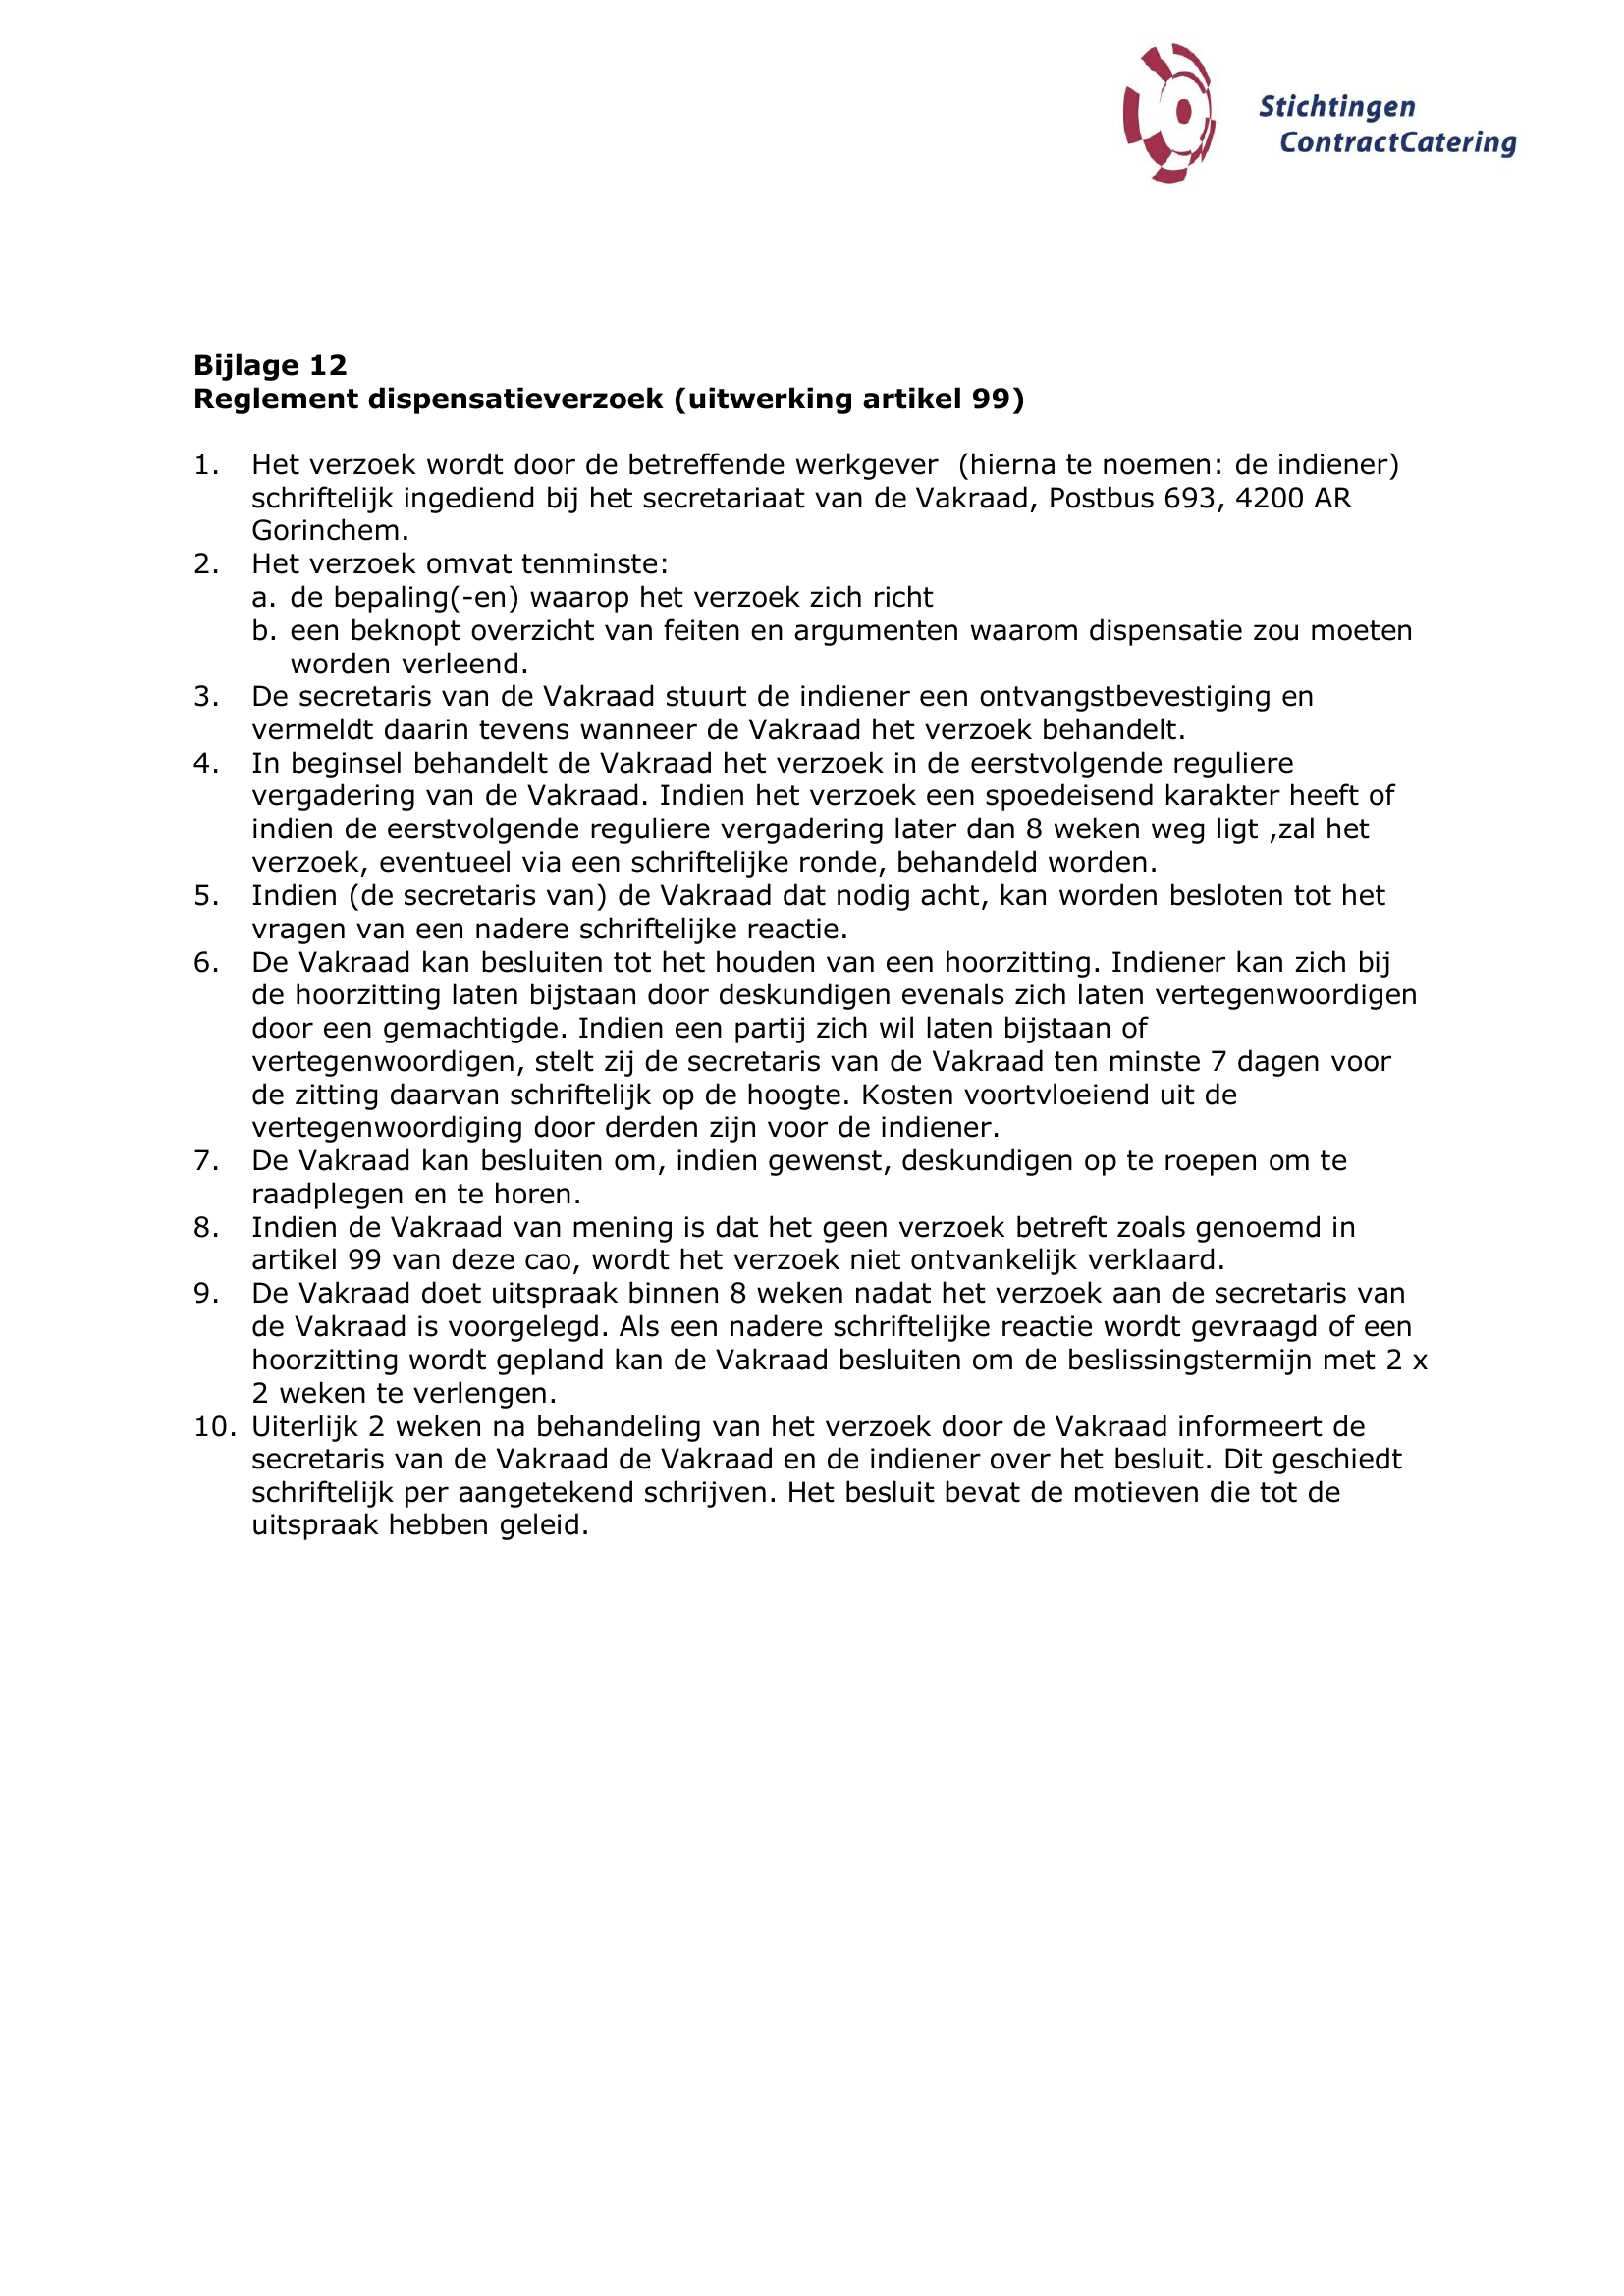 Stichtingen
ContractCatering
Bijlage 12
Reglement dispensatieverzoek (uitwerking artikel 99)
1. Het verzoek wordt door de betreffende werkgever  (hierna te noemen: de indiener)
schriftelijk ingediend bij het secretariaat van de Vakraad, Postbus 693, 4200 AR
Gorinchem.
2. Het verzoek omvat tenminste:
a. de bepaling(-en) waarop het verzoek zich richt
b. een beknopt overzicht van feiten en argumenten waarom dispensatie zou moeten
worden verleend.
3. De secretaris van de Vakraad stuurt de indiener een ontvangstbevestiging en
vermeldt daarin tevens wanneer de Vakraad het verzoek behandelt.
4. In beginsel behandelt de Vakraad het verzoek in de eerstvolgende reguliere
vergadering van de Vakraad. Indien het verzoek een spoedeisend karakter heeft of
indien de eerstvolgende reguliere vergadering later dan 8 weken weg ligt ,zal het
verzoek, eventueel via een schriftelijke ronde, behandeld worden.
5. Indien (de secretaris van) de Vakraad dat nodig acht, kan worden besloten tot het
vragen van een nadere schriftelijke reactie.
6. De Vakraad kan besluiten tot het houden van een hoorzitting. Indiener kan zich bij
de hoorzitting laten bijstaan door deskundigen evenals zich laten vertegenwoordigen
door een gemachtigde. Indien een partij zich wil laten bijstaan of
vertegenwoordigen, stelt zij de secretaris van de Vakraad ten minste 7 dagen voor
de zitting daarvan schriftelijk op de hoogte. Kosten voortvloeiend uit de
vertegenwoordiging door derden zijn voor de indiener.
7. De Vakraad kan besluiten om, indien gewenst, deskundigen op te roepen om te
raadplegen en te horen.
8. Indien de Vakraad van mening is dat het geen verzoek betreft zoals genoemd in
artikel 99 van deze cao, wordt het verzoek niet ontvankelijk verklaard.
9. De Vakraad doet uitspraak binnen 8 weken nadat het verzoek aan de secretaris van
de Vakraad is voorgelegd. Als een nadere schriftelijke reactie wordt gevraagd of een
hoorzitting wordt gepland kan de Vakraad besluiten om de beslissingstermijn met 2 x
2 weken te verlengen.
10. Uiterlijk 2 weken na behandeling van het verzoek door de Vakraad informeert de
secretaris van de Vakraad de Vakraad en de indiener over het besluit. Dit geschiedt
schriftelijk per aangetekend schrijven. Het besluit bevat de motieven die tot de
uitspraak hebben geleid.